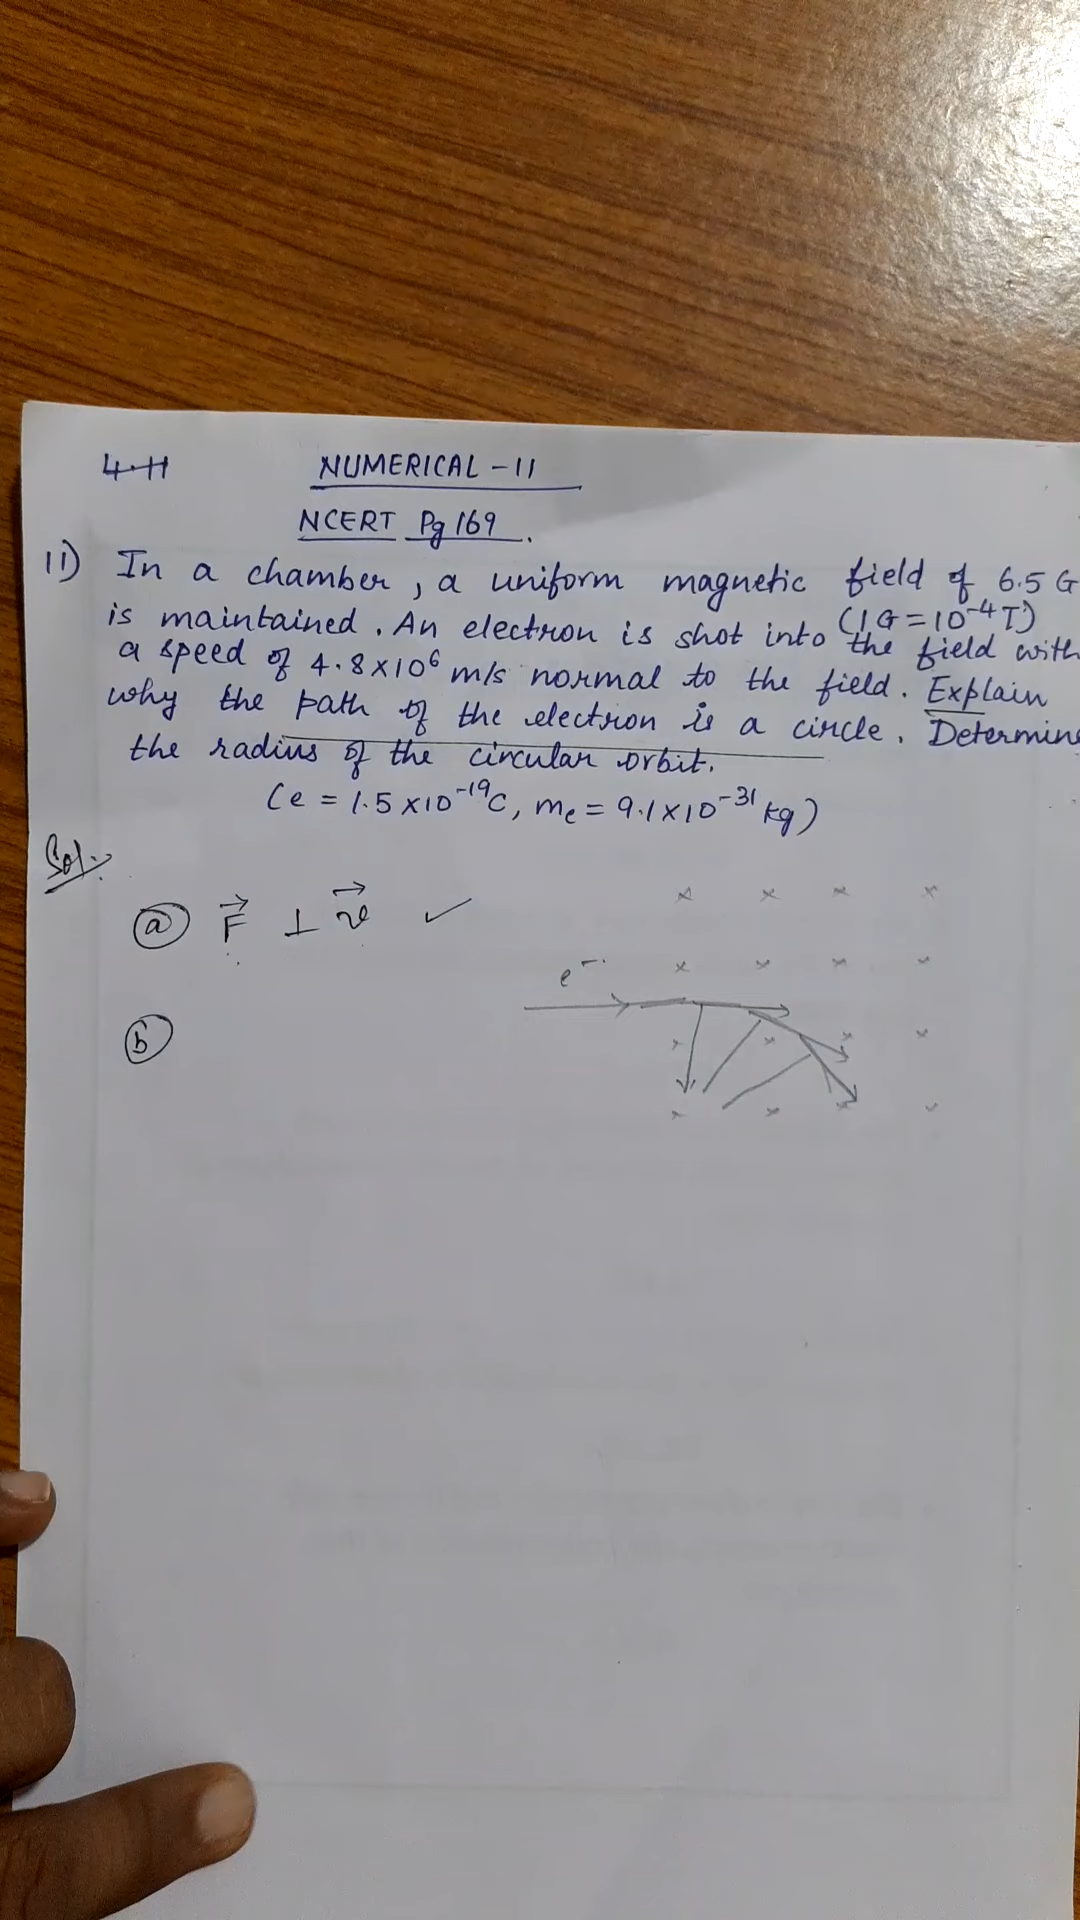 4.11
NUMERICAL - 11
NCERT Pg 169.
11) In a chamber, a uniform magnetic field of 6.5 G
(1 G = 10⁻⁴ T)
is maintained. An electron is shot into the field with
a speed of 4.8×10⁶ m/s normal to the field. Explain
why the path of the electron is a circle. Determine
the radius of the circular orbit.
(e = 1.5×10⁻¹⁹C, me = 9.1×10⁻³¹ kg)
Sol:
(a) F⃗ ⊥ v⃗ ✓
e⁻
(b)